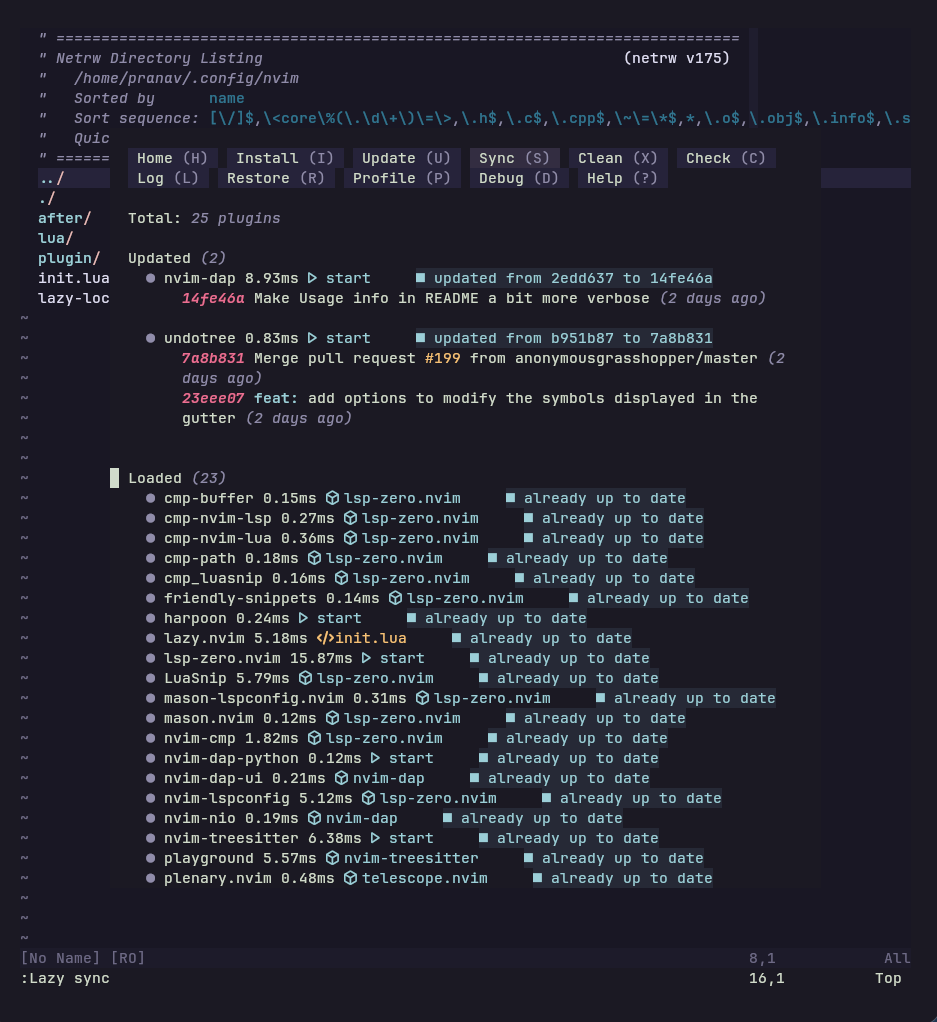 " ============================================================================
" Netrw Directory Listing                                        (netrw v175)
"   /home/pranav/.config/nvim
"   Sorted by      name
"   Sort sequence: [\/]$,\<core\%(\.\d\+\)\=\>,\.h$,\.c$,\.cpp$,\~\=\*$,*,\.o$,\.obj$,\.info$,\.s
"   Quic
" ======
Home (H)   Install (I)   Update (U)   Sync (S)   Clean (X)   Check (C)
../
Log (L)   Restore (R)   Profile (P)   Debug (D)   Help (?)
./
after/
Total: 25 plugins
lua/
plugin/
Updated (2)
init.lua
● nvim-dap 8.93ms ▷ start     ■ updated from 2edd637 to 14fe46a
lazy-loc
14fe46a Make Usage info in README a bit more verbose (2 days ago)
~
~
● undotree 0.83ms ▷ start     ■ updated from b951b87 to 7a8b831
~
7a8b831 Merge pull request #199 from anonymousgrasshopper/master (2
~
days ago)
~
23eee07 feat: add options to modify the symbols displayed in the
~
gutter (2 days ago)
~
~
~
Loaded (23)
~
● cmp-buffer 0.15ms lsp-zero.nvim     ■ already up to date
~
● cmp-nvim-lsp 0.27ms lsp-zero.nvim     ■ already up to date
~
● cmp-nvim-lua 0.36ms lsp-zero.nvim     ■ already up to date
~
● cmp-path 0.18ms lsp-zero.nvim     ■ already up to date
~
● cmp_luasnip 0.16ms lsp-zero.nvim     ■ already up to date
~
● friendly-snippets 0.14ms lsp-zero.nvim     ■ already up to date
~
● harpoon 0.24ms ▷ start     ■ already up to date
~
● lazy.nvim 5.18ms </>init.lua     ■ already up to date
~
● lsp-zero.nvim 15.87ms ▷ start     ■ already up to date
~
● LuaSnip 5.79ms lsp-zero.nvim     ■ already up to date
~
● mason-lspconfig.nvim 0.31ms lsp-zero.nvim     ■ already up to date
~
● mason.nvim 0.12ms lsp-zero.nvim     ■ already up to date
~
● nvim-cmp 1.82ms lsp-zero.nvim     ■ already up to date
~
● nvim-dap-python 0.12ms ▷ start     ■ already up to date
~
● nvim-dap-ui 0.21ms nvim-dap     ■ already up to date
~
● nvim-lspconfig 5.12ms lsp-zero.nvim     ■ already up to date
~
● nvim-nio 0.19ms nvim-dap     ■ already up to date
~
● nvim-treesitter 6.38ms ▷ start     ■ already up to date
~
● playground 5.57ms nvim-treesitter     ■ already up to date
~
● plenary.nvim 0.48ms telescope.nvim     ■ already up to date
~
~
~
[No Name] [RO]                                                                   8,1            All
:Lazy sync                                                                       16,1          Top